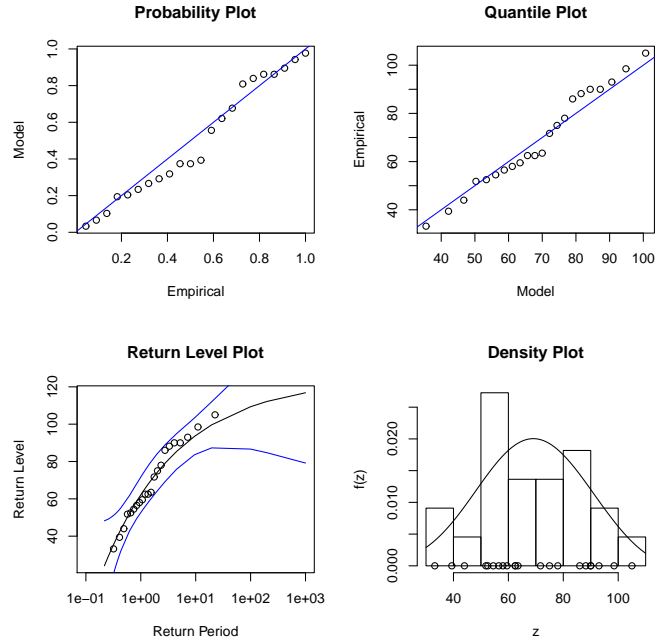 Probability Plot
Model
0.0 0.2 0.4 0.6 0.8 1.0
0.2 0.4 0.6 0.8 1.0
Empirical
Quantile Plot
Empirical
40 60 80 100
40 50 60 70 80 90 100
Model
Return Level Plot
Return Level
40 60 80 100 120
1e−01 1e+00 1e+01 1e+02 1e+03
Return Period
Density Plot
f(z)
0.000 0.010 0.020
40 60 80 100
z